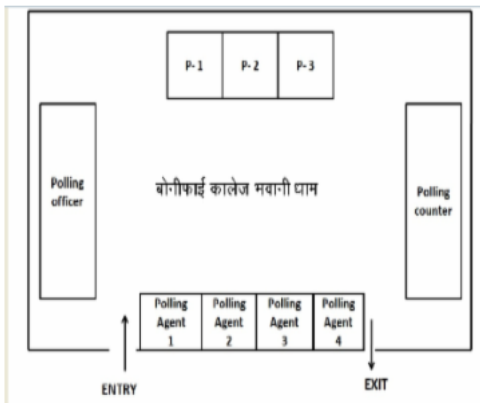 P-1 P-2 P-3
Polling
officer
बोनीफाई कालेज भवानी धाम
Polling
counter
Polling
Agent
1
Polling
Agent
2
Polling
Agent
3
Polling
Agent
4
ENTRY
EXIT